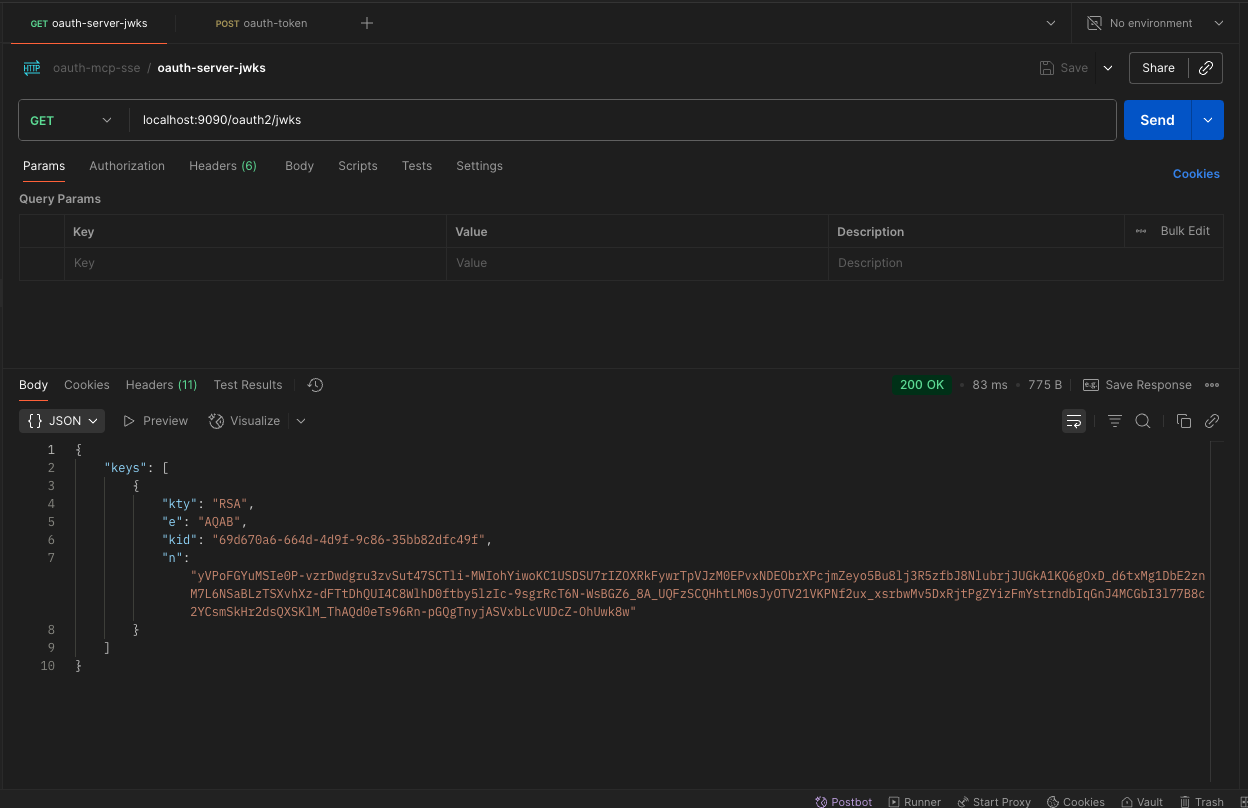 GET oauth-server-jwks
POST oauth-token
No environment
HTTP oauth-mcp-sse / oauth-server-jwks
Save
Share
GET
localhost:9090/oauth2/jwks
Send
Params Authorization Headers (6) Body Scripts Tests Settings
Cookies
Query Params
Key Value Description Bulk Edit
Key Value Description
Body Cookies Headers (11) Test Results
200 OK 83 ms 775 B e.g. Save Response
{} JSON Preview Visualize
1 {
2 "keys": [
3 {
4 "kty": "RSA",
5 "e": "AQAB",
6 "kid": "69d670a6-664d-4d9f-9c86-35bb82dfc49f",
7 "n":
"yVPoFGYuMSIe0P-vzrDwdgru3zvSut47SCTli-MWIohYiwoKC1USDSU7rIZOXRkFywrTpVJzM0EPvxNDEObrXPcjmZeyo5Bu8lj3R5zfbJ8NlubrjJUGkA1KQ6gOxD_d6txMg1DbE2zn
M7L6NSaBLzTSXvhXz-dFTtDhQUI4C8WlhD0ftby5lzIc-9sgrRcT6N-WsBGZ6_8A_UQFzSCQHhtLM0sJyOTV21VKPNf2ux_xsrbwMv5DxRjtPgZYizFmYstrndbIqGnJ4MCGbI3l77B8c
2YCsmSkHr2dsQXSKlM_ThAQd0eTs96Rn-pGQgTnyjASVxbLcVUDcZ-OhUwk8w"
8 }
9 ]
10 }
Postbot Runner Start Proxy Cookies Vault Trash